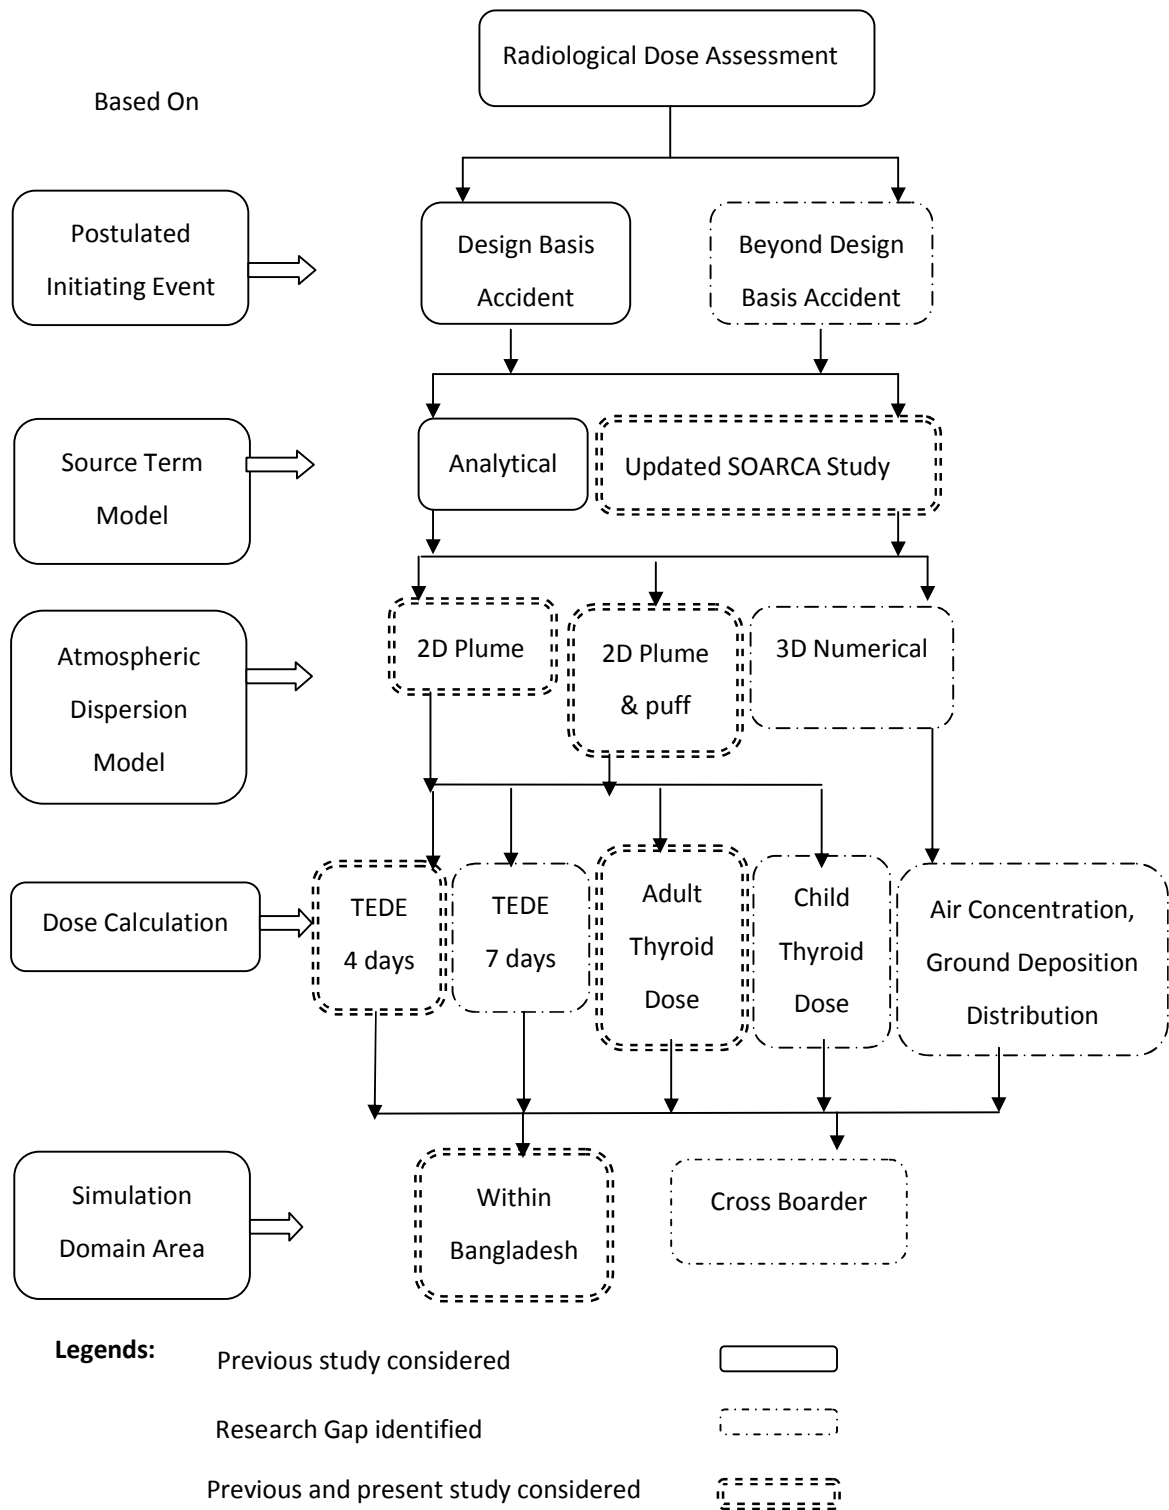 Radiological Dose Assessment
Based On
Postulated
Initiating Event
Design Basis
Accident
Beyond Design
Basis Accident
Source Term
Model
Analytical
Updated SOARCA Study
Atmospheric
Dispersion
Model
2D Plume
2D Plume
& puff
3D Numerical
Dose Calculation
TEDE
4 days
TEDE
7 days
Adult
Thyroid
Dose
Child
Thyroid
Dose
Air Concentration,
Ground Deposition
Distribution
Simulation
Domain Area
Within
Bangladesh
Cross Boarder
Legends:
Previous study considered
Research Gap identified
Previous and present study considered